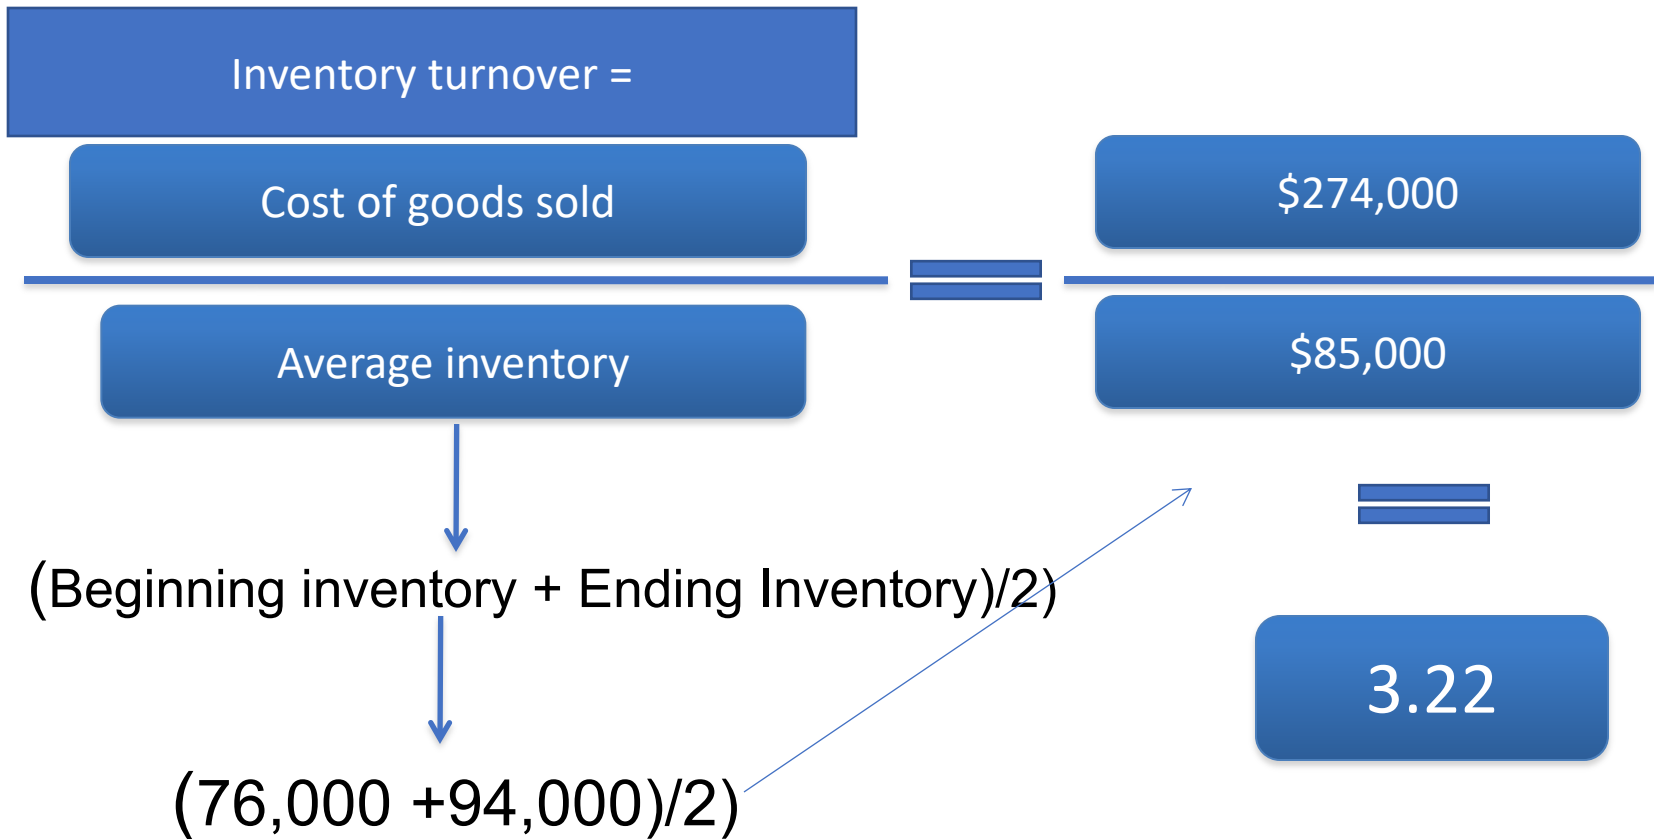 Inventory turnover =
Cost of goods sold
Average inventory
(Beginning inventory + Ending Inventory)/2)
(76,000 +94,000)/2)
$274,000
$85,000
3.22